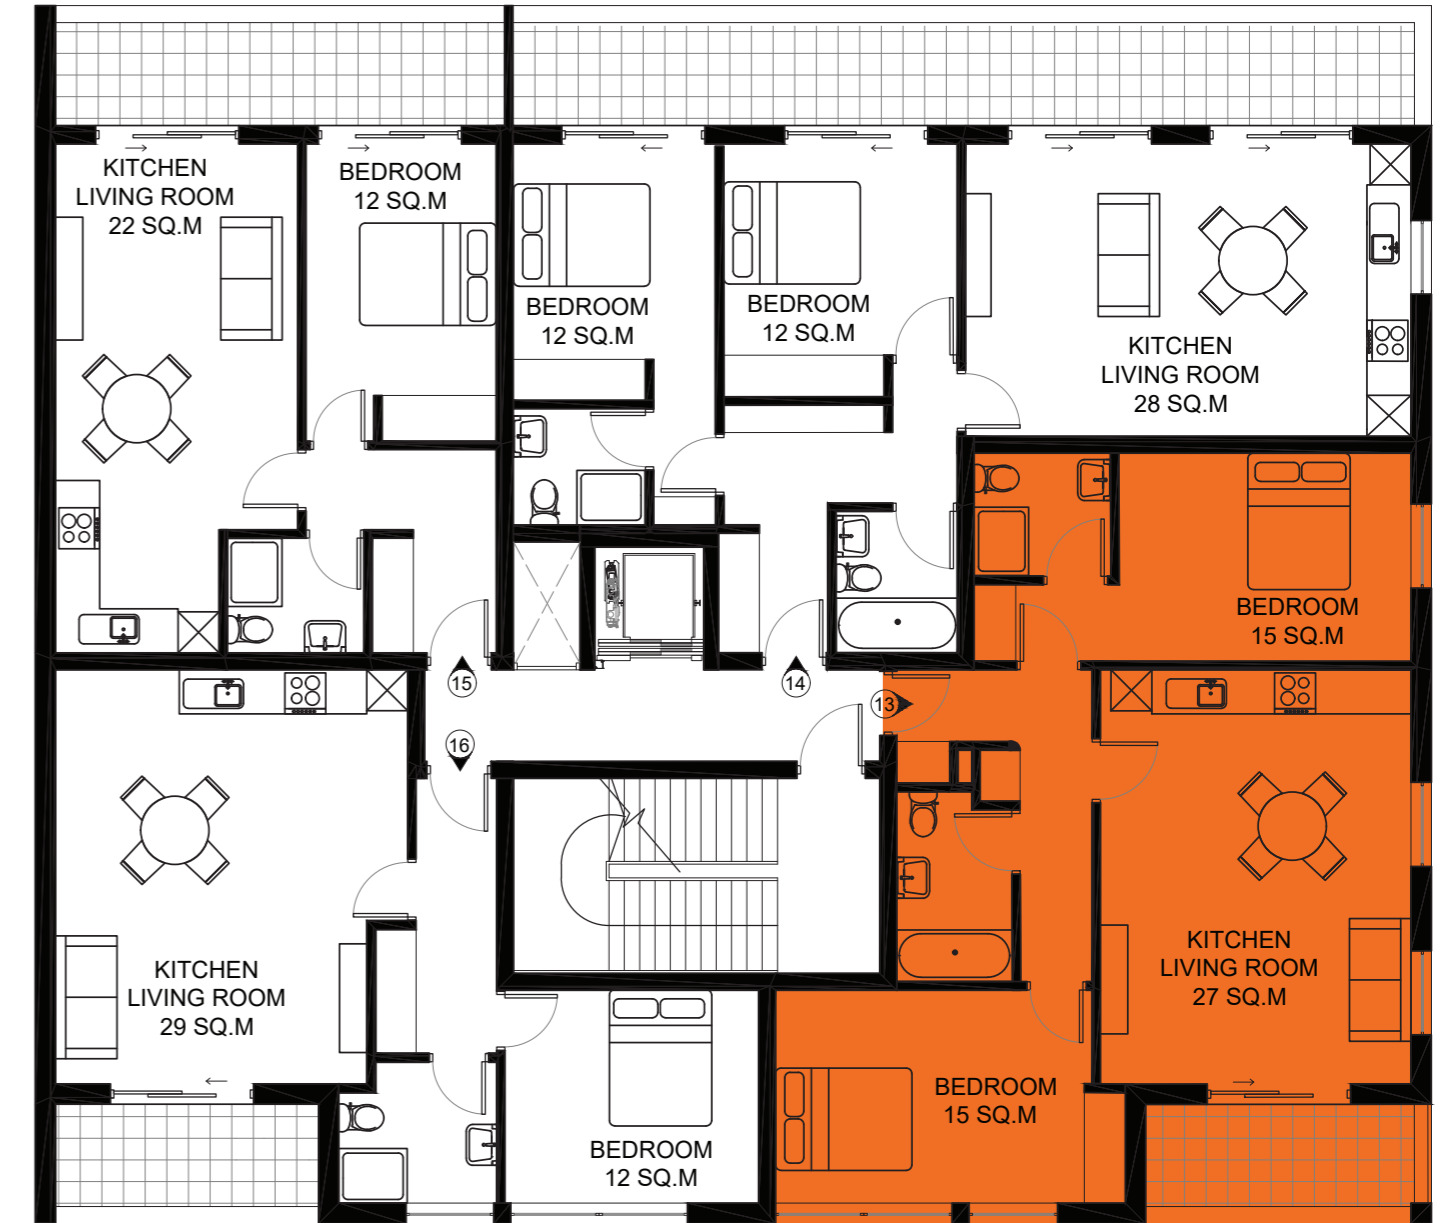 KITCHEN
LIVING ROOM
22 SQ.M
BEDROOM
12 SQ.M
BEDROOM
12 SQ.M
BEDROOM
12 SQ.M
KITCHEN
LIVING ROOM
28 SQ.M
BEDROOM
15 SQ.M
15
14
13
16
KITCHEN
LIVING ROOM
29 SQ.M
KITCHEN
LIVING ROOM
27 SQ.M
BEDROOM
15 SQ.M
BEDROOM
12 SQ.M